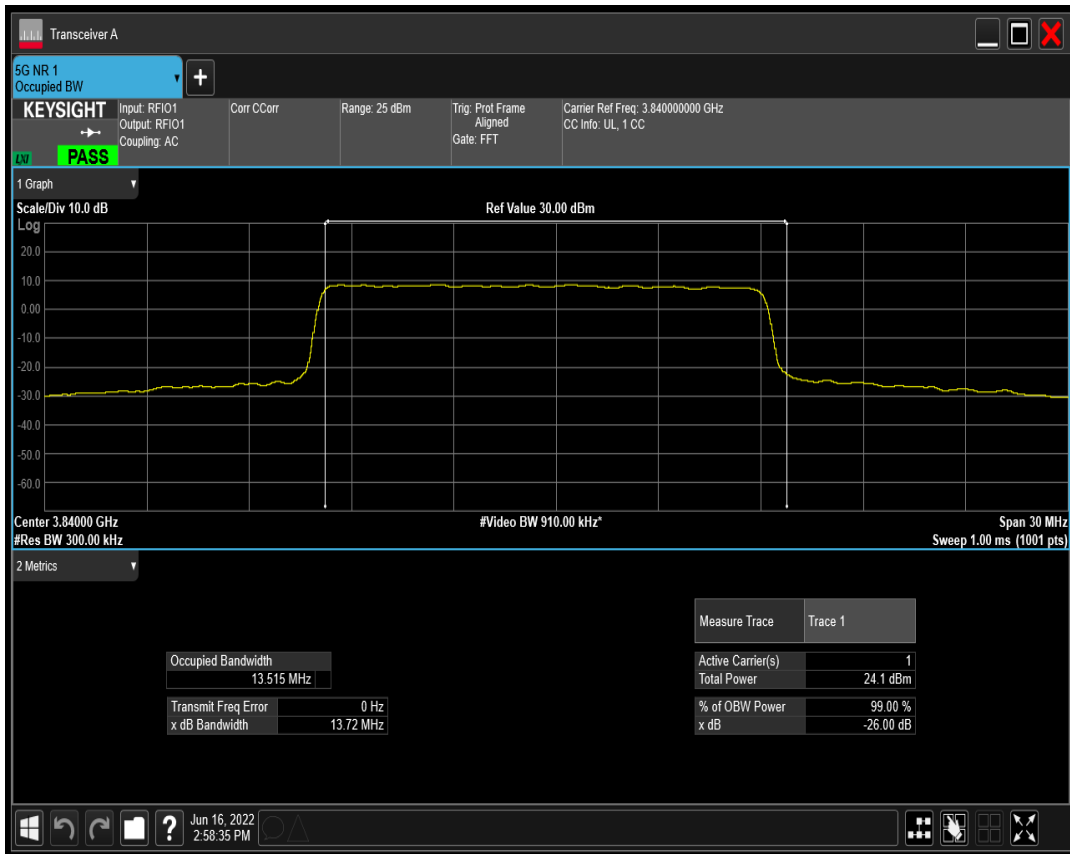 Transceiver A
5G NR 1
Occupied BW
+
KEYSIGHT
LXI
PASS
Input: RFIO1
Output: RFIO1
Coupling: AC
Corr CCorr
Range: 25 dBm
Trig: Prot Frame
Aligned
Gate: FFT
Carrier Ref Freq: 3.840000000 GHz
CC Info: UL, 1 CC
1 Graph
Scale/Div 10.0 dB
Ref Value 30.00 dBm
Log
20.0
10.0
0.00
-10.0
-20.0
-30.0
-40.0
-50.0
-60.0
Center 3.84000 GHz
#Video BW 910.00 kHz*
Span 30 MHz
#Res BW 300.00 kHz
Sweep 1.00 ms (1001 pts)
2 Metrics
Measure Trace Trace 1
Occupied Bandwidth
13.515 MHz
Active Carrier(s) 1
Total Power 24.1 dBm
Transmit Freq Error 0 Hz
x dB Bandwidth 13.72 MHz
% of OBW Power 99.00 %
x dB -26.00 dB
?
Jun 16, 2022
2:58:35 PM